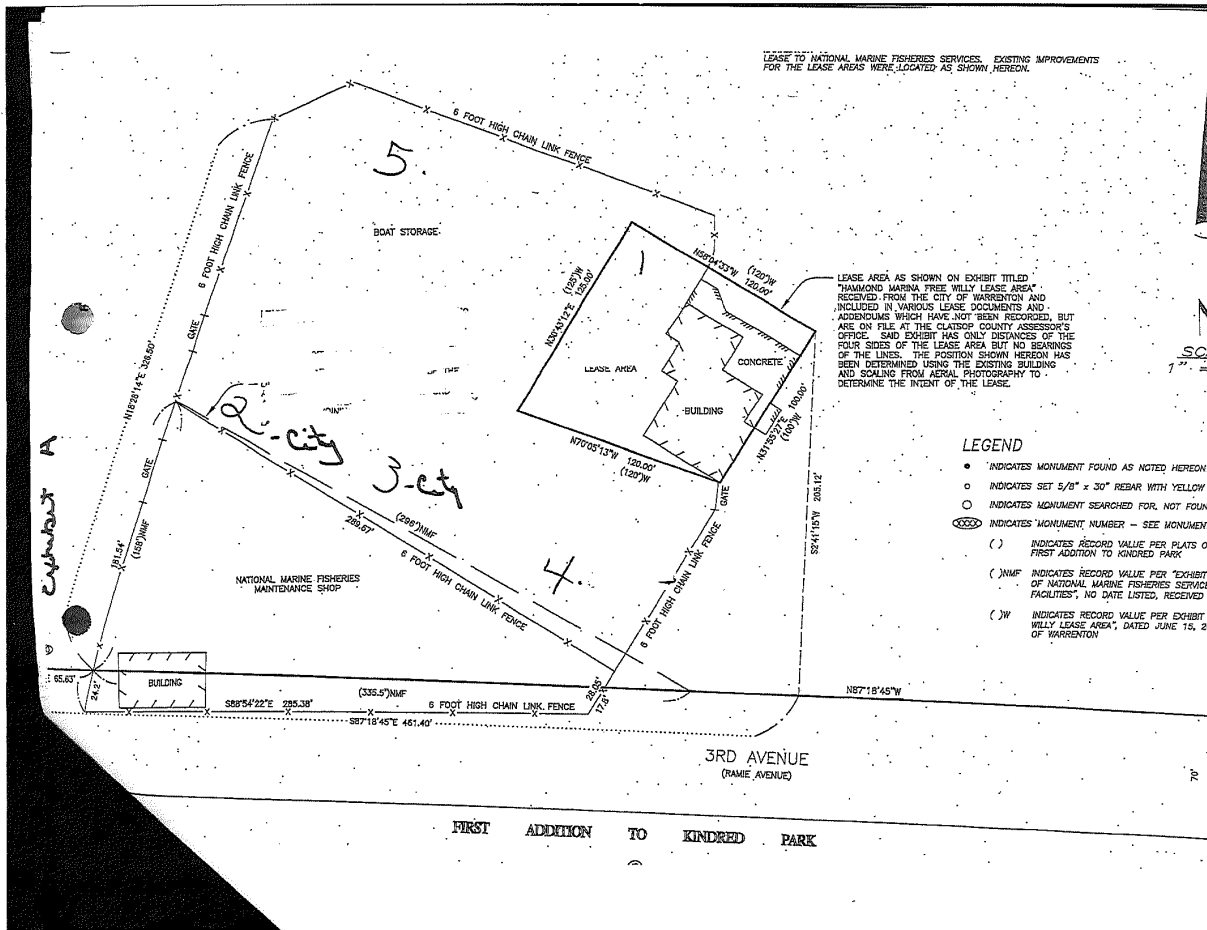 LEASE TO NATIONAL MARINE FISHERIES SERVICES. EXISTING IMPROVEMENTS
FOR THE LEASE AREAS WERE LOCATED AS SHOWN HEREON.
6 FOOT HIGH CHAIN LINK FENCE
5.
6 FOOT HIGH CHAIN LINK FENCE
BOAT STORAGE
1
N58°04'33"W
(120')W
120.00'
(125')W
N30°43'12"E 125.00'
LEASE AREA AS SHOWN ON EXHIBIT TITLED
"HAMMOND MARINA FREE WILLY LEASE AREA"
RECEIVED FROM THE CITY OF WARRENTON AND
INCLUDED IN VARIOUS LEASE DOCUMENTS AND
ADDENDUMS WHICH HAVE NOT BEEN RECORDED, BUT
ARE ON FILE AT THE CLATSOP COUNTY ASSESSOR'S
OFFICE. SAID EXHIBIT HAS ONLY DISTANCES OF THE
FOUR SIDES OF THE LEASE AREA BUT NO BEARINGS
OF THE LINES. THE POSITION SHOWN HEREON HAS
BEEN DETERMINED USING THE EXISTING BUILDING
AND SCALING FROM AERIAL PHOTOGRAPHY TO
DETERMINE THE INTENT OF THE LEASE.
GATE
SC
1" =
LEASE AREA
CONCRETE
BUILDING
N31°55'27"E 100.00'
(100')W
N70°05'13"W 120.00'
(120')W
GATE
2-City
3-City
4.
(296')NMF
289.67'
6 FOOT HIGH CHAIN LINK FENCE
6 FOOT HIGH CHAIN LINK FENCE
S2°41'15"W 205.12'
GATE
(158')NMF
161.54'
NATIONAL MARINE FISHERIES
MAINTENANCE SHOP
Exhibit A
LEGEND
INDICATES MONUMENT FOUND AS NOTED HEREON
INDICATES SET 5/8" x 30" REBAR WITH YELLOW
INDICATES MONUMENT SEARCHED FOR, NOT FOUN
INDICATES MONUMENT NUMBER - SEE MONUMEN
( ) INDICATES RECORD VALUE PER PLATS O
FIRST ADDITION TO KINDRED PARK
( )NMF INDICATES RECORD VALUE PER "EXHIBIT
OF NATIONAL MARINE FISHERIES SERVICE
FACILITIES", NO DATE LISTED, RECEIVED
( )W INDICATES RECORD VALUE PER EXHIBIT
WILLY LEASE AREA", DATED JUNE 15, 2
OF WARRENTON
65.63'
24.2'
BUILDING
(335.5')NMF
S88°54'22"E 285.38'
6 FOOT HIGH CHAIN LINK FENCE
S87°18'45"E 461.40'
28.05'
17.8'
N87°18'45"W
3RD AVENUE
(RAMIE AVENUE)
70'
FIRST ADDITION TO KINDRED PARK